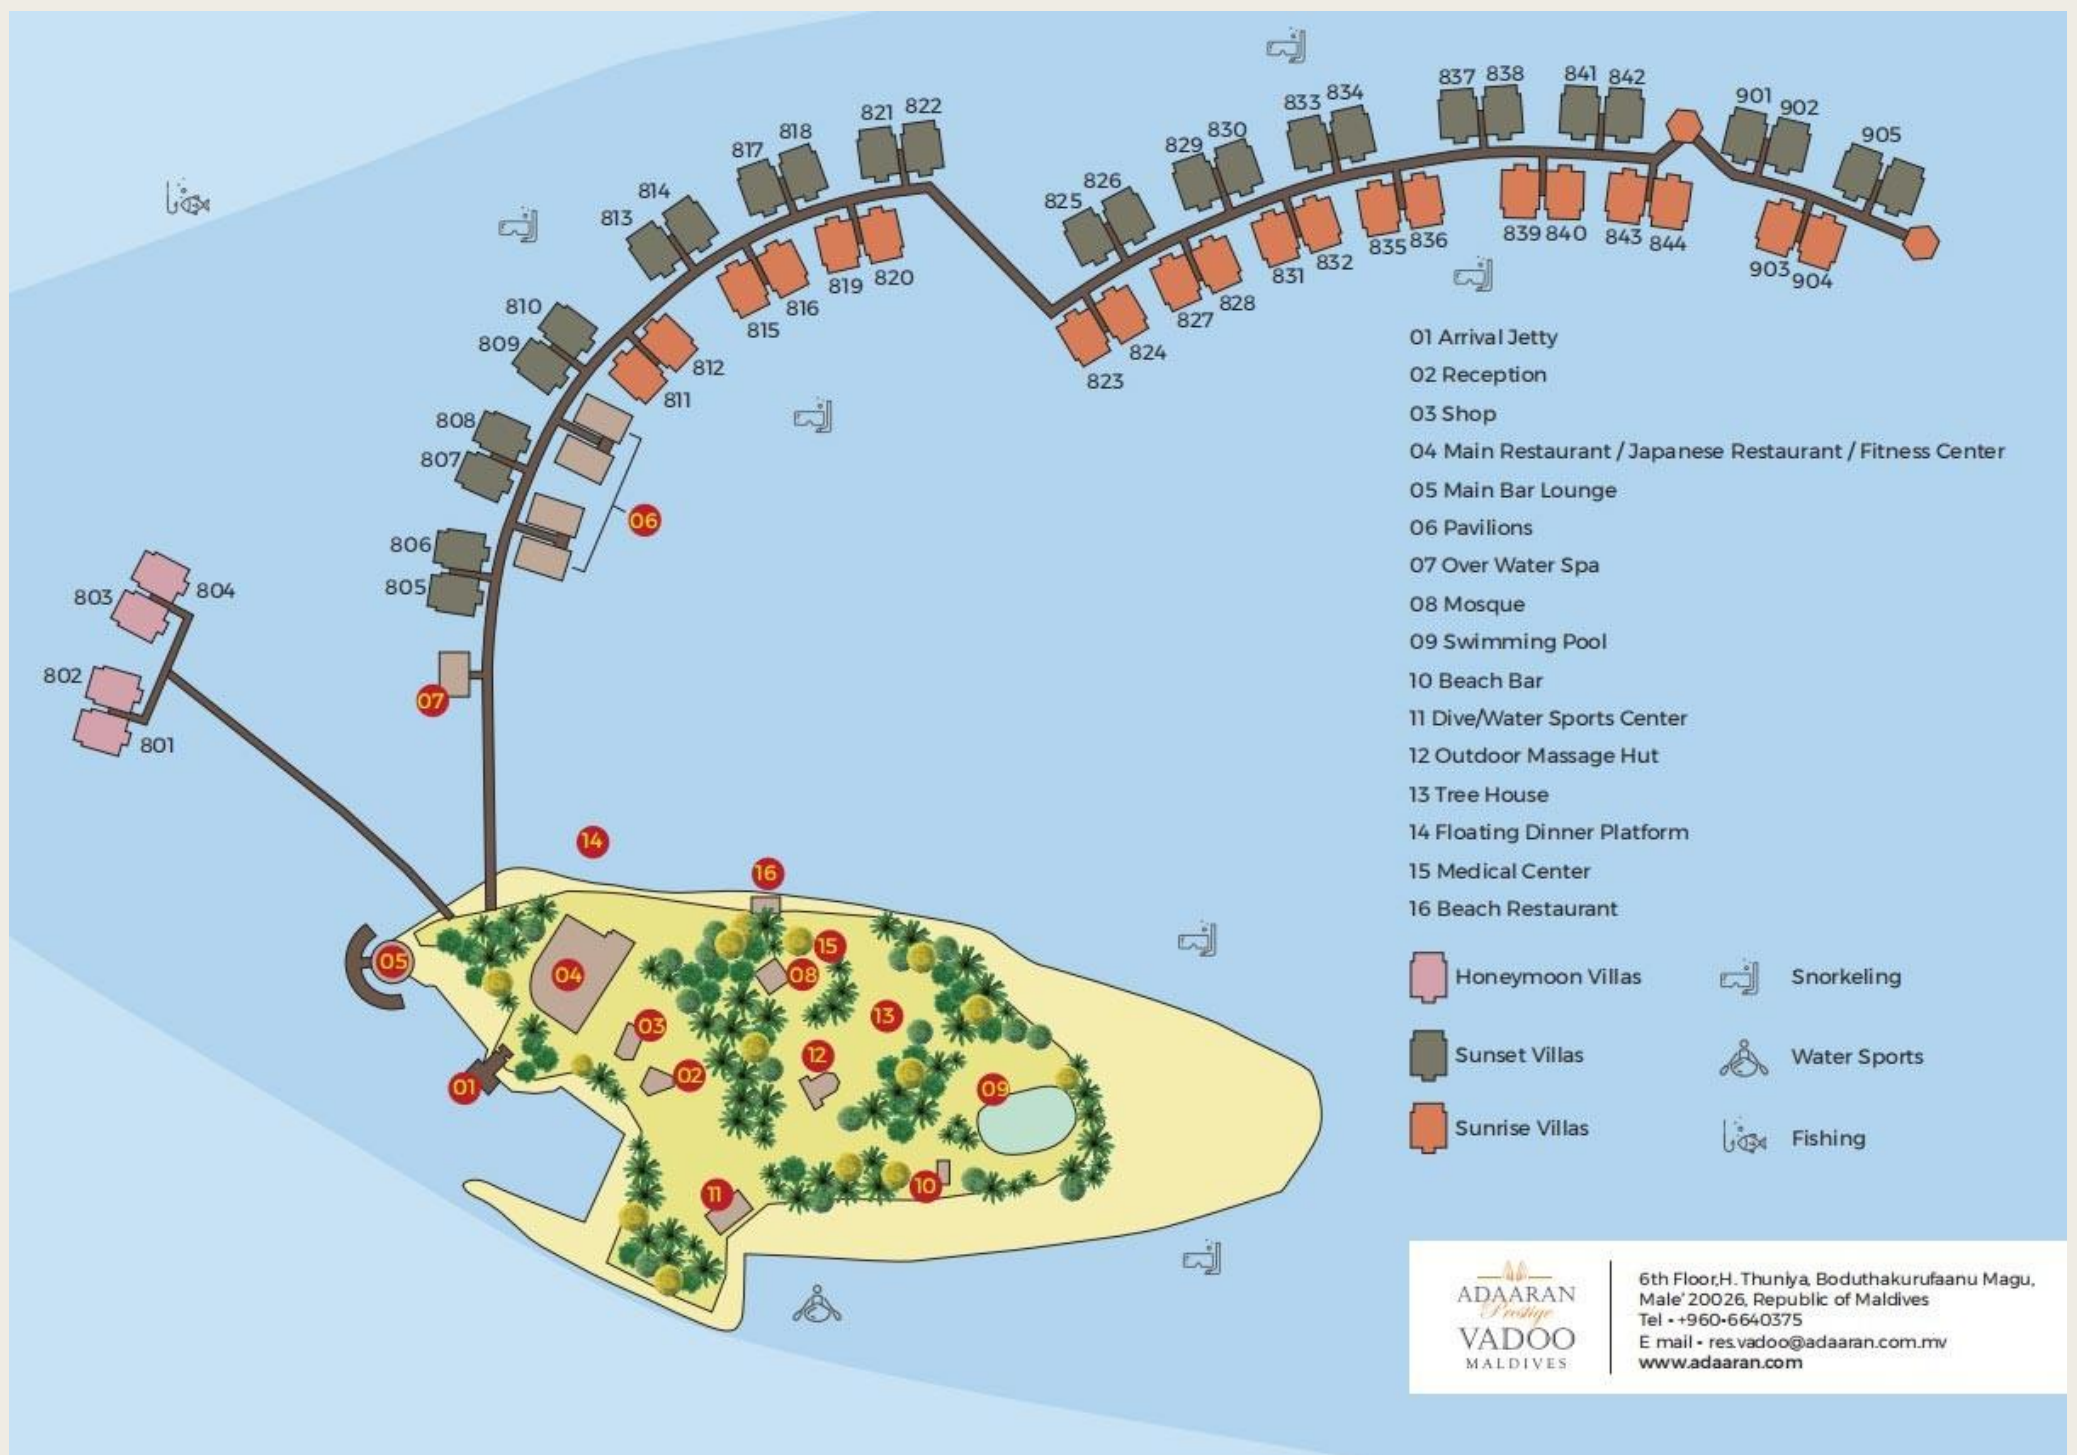 837 838
841 842
834
833
901
902
822
821
905
830
818
829
817
826
814
825
813
839 840
843 844
835 836
832
831
903
904
819 820
816
815
828
827
810
809
824
823
812
811
808
807
806
805
804
803
802
801
06
07
14
16
05
04
15
08
03
13
12
02
01
09
11
10
01 Arrival Jetty
02 Reception
03 Shop
04 Main Restaurant / Japanese Restaurant / Fitness Center
05 Main Bar Lounge
06 Pavilions
07 Over Water Spa
08 Mosque
09 Swimming Pool
10 Beach Bar
11 Dive/Water Sports Center
12 Outdoor Massage Hut
13 Tree House
14 Floating Dinner Platform
15 Medical Center
16 Beach Restaurant
Honeymoon Villas
Snorkeling
Sunset Villas
Water Sports
Sunrise Villas
Fishing
ADAARAN
Prestige
VADOO
MALDIVES
6th Floor,H. Thuniya, Boduthakurufaanu Magu,
Male' 20026, Republic of Maldives
Tel - +960-6640375
E mail - res.vadoo@adaaran.com.mv
www.adaaran.com